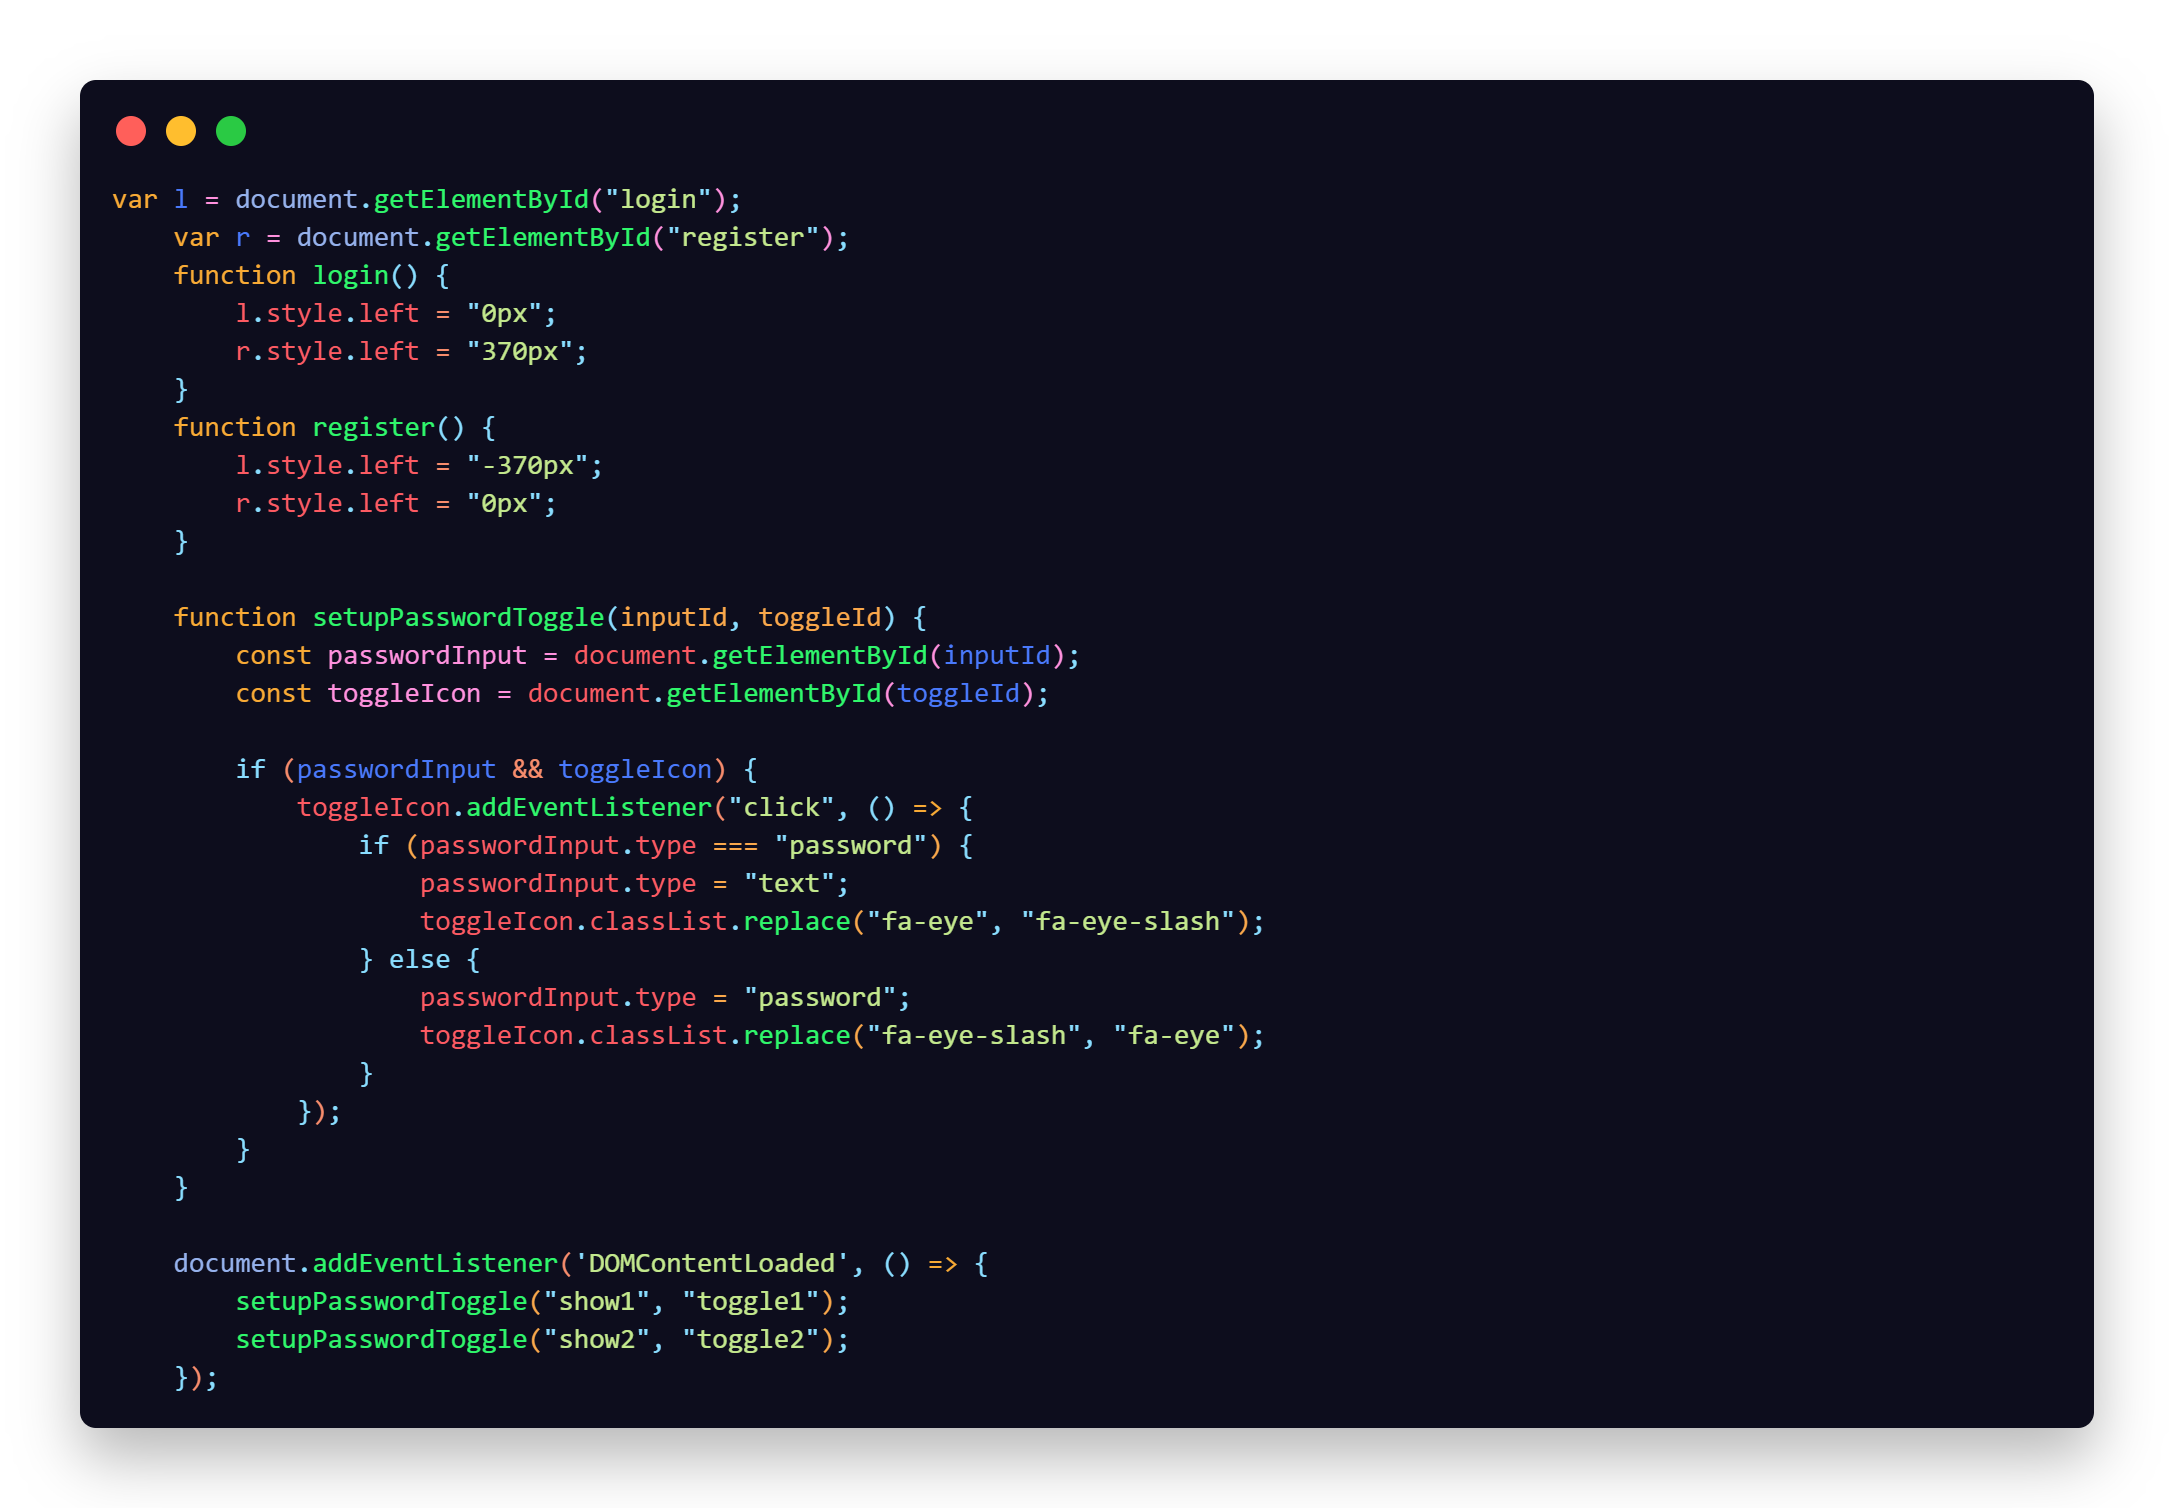 var l = document.getElementById("login");
    var r = document.getElementById("register");
    function login() {
        l.style.left = "0px";
        r.style.left = "370px";
    }
    function register() {
        l.style.left = "-370px";
        r.style.left = "0px";
    }

    function setupPasswordToggle(inputId, toggleId) {
        const passwordInput = document.getElementById(inputId);
        const toggleIcon = document.getElementById(toggleId);

        if (passwordInput && toggleIcon) {
            toggleIcon.addEventListener("click", () => {
                if (passwordInput.type === "password") {
                    passwordInput.type = "text";
                    toggleIcon.classList.replace("fa-eye", "fa-eye-slash");
                } else {
                    passwordInput.type = "password";
                    toggleIcon.classList.replace("fa-eye-slash", "fa-eye");
                }
            });
        }
    }

    document.addEventListener('DOMContentLoaded', () => {
        setupPasswordToggle("show1", "toggle1");
        setupPasswordToggle("show2", "toggle2");
    });